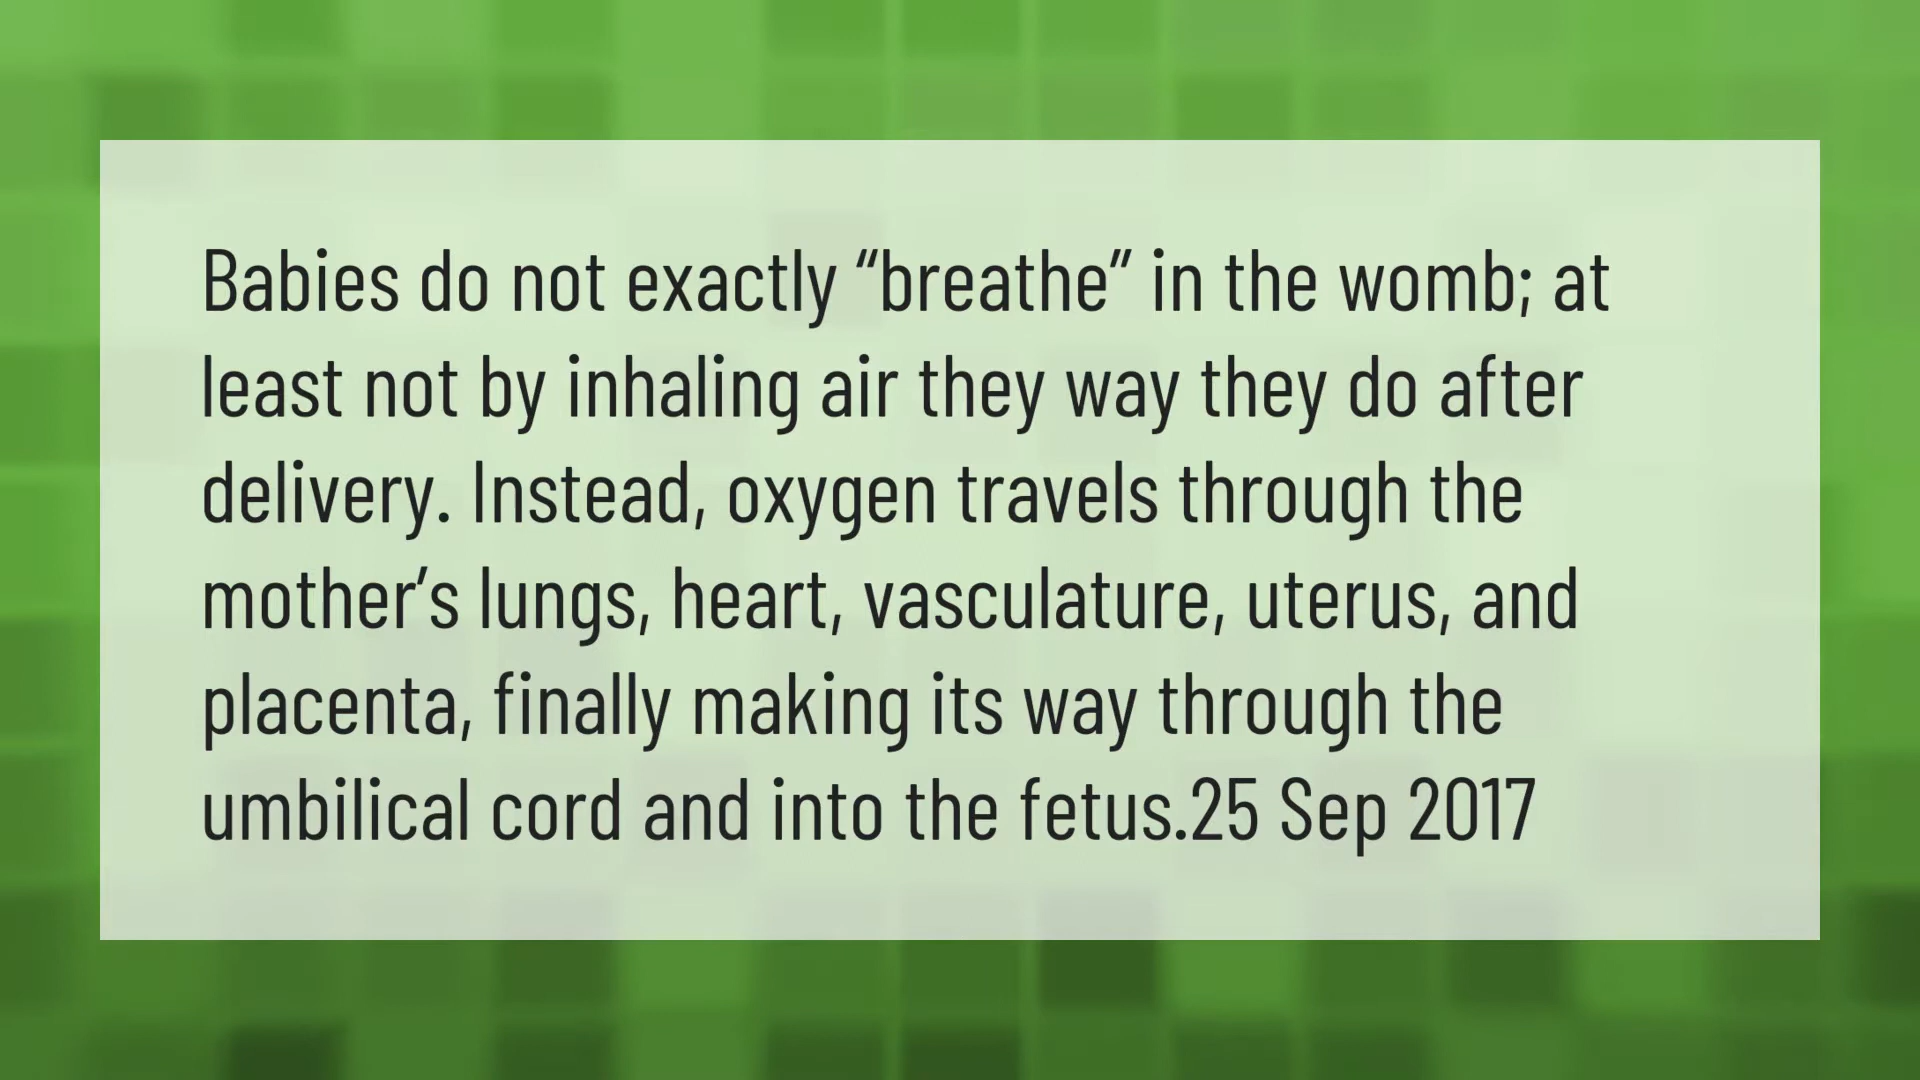 Babies do not exactly “breathe” in the womb; at
least not by inhaling air they way they do after
delivery. Instead, oxygen travels through the
mother’s lungs, heart, vasculature, uterus, and
placenta, finally making its way through the
umbilical cord and into the fetus.25 Sep 2017